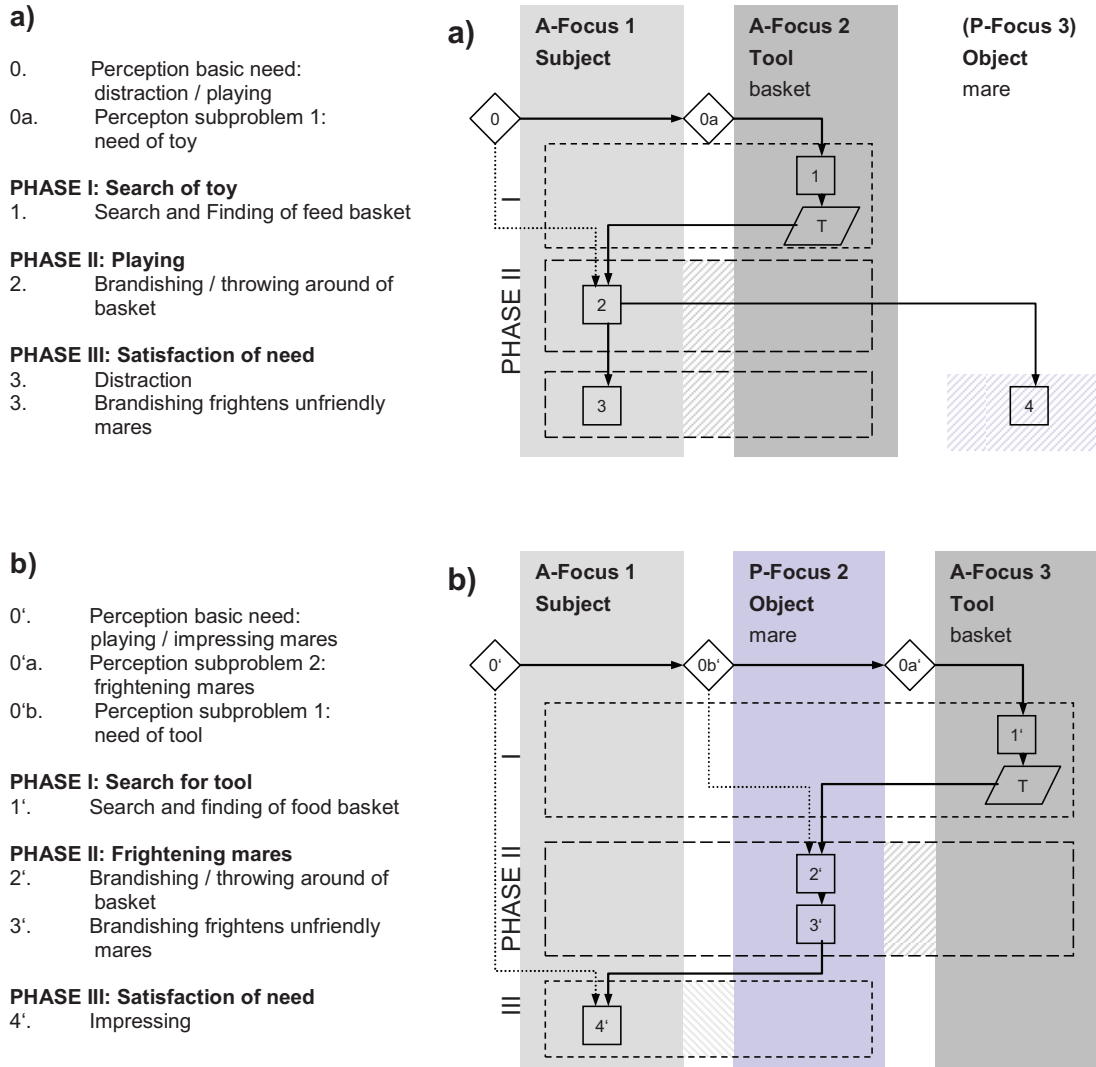 a)
0. Perception basic need:
distraction / playing
0a. Percepton subproblem 1:
need of toy
PHASE I: Search of toy
1. Search and Finding of feed basket
PHASE II: Playing
2. Brandishing / throwing around of
basket
PHASE III: Satisfaction of need
3. Distraction
3. Brandishing frightens unfriendly
mares
a)
A-Focus 1
Subject
A-Focus 2
Tool
basket
(P-Focus 3)
Object
mare
0
0a
1
T
I
PHASE II
2
3
4
b)
0‘. Perception basic need:
playing / impressing mares
0‘a. Perception subproblem 2:
frightening mares
0‘b. Perception subproblem 1:
need of tool
PHASE I: Search for tool
1‘. Search and finding of food basket
PHASE II: Frightening mares
2‘. Brandishing / throwing around of
basket
3‘. Brandishing frightens unfriendly
mares
PHASE III: Satisfaction of need
4‘. Impressing
b)
A-Focus 1
Subject
P-Focus 2
Object
mare
A-Focus 3
Tool
basket
0‘
0b‘
0a‘
1‘
T
I
PHASE II
2‘
3‘
III
4‘